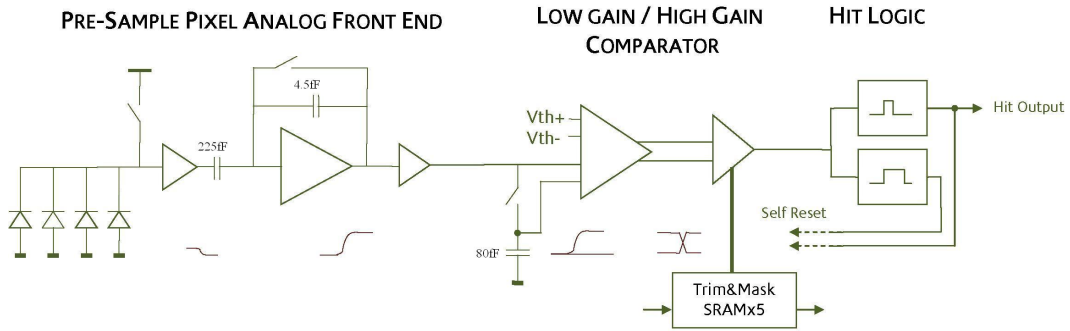 PRE-SAMPLE PIXEL ANALOG FRONT END
LOW GAIN / HIGH GAIN
COMPARATOR
HIT LOGIC
4.5fF
225fF
Vth+
Vth-
Hit Output
Self Reset
80fF
Trim&Mask
SRAMx5